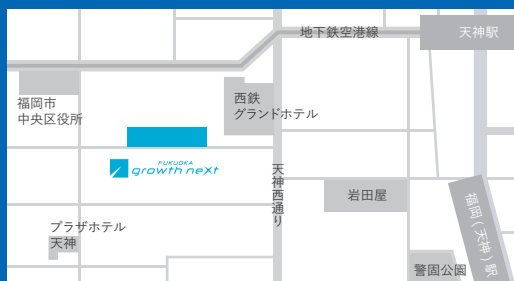 地下鉄空港線
天神駅
福岡市
中央区役所
西鉄
グランドホテル
FUKUOKA
growth neXt
天神西通り
岩田屋
福岡(天神)駅
プラザホテル
天神
警固公園